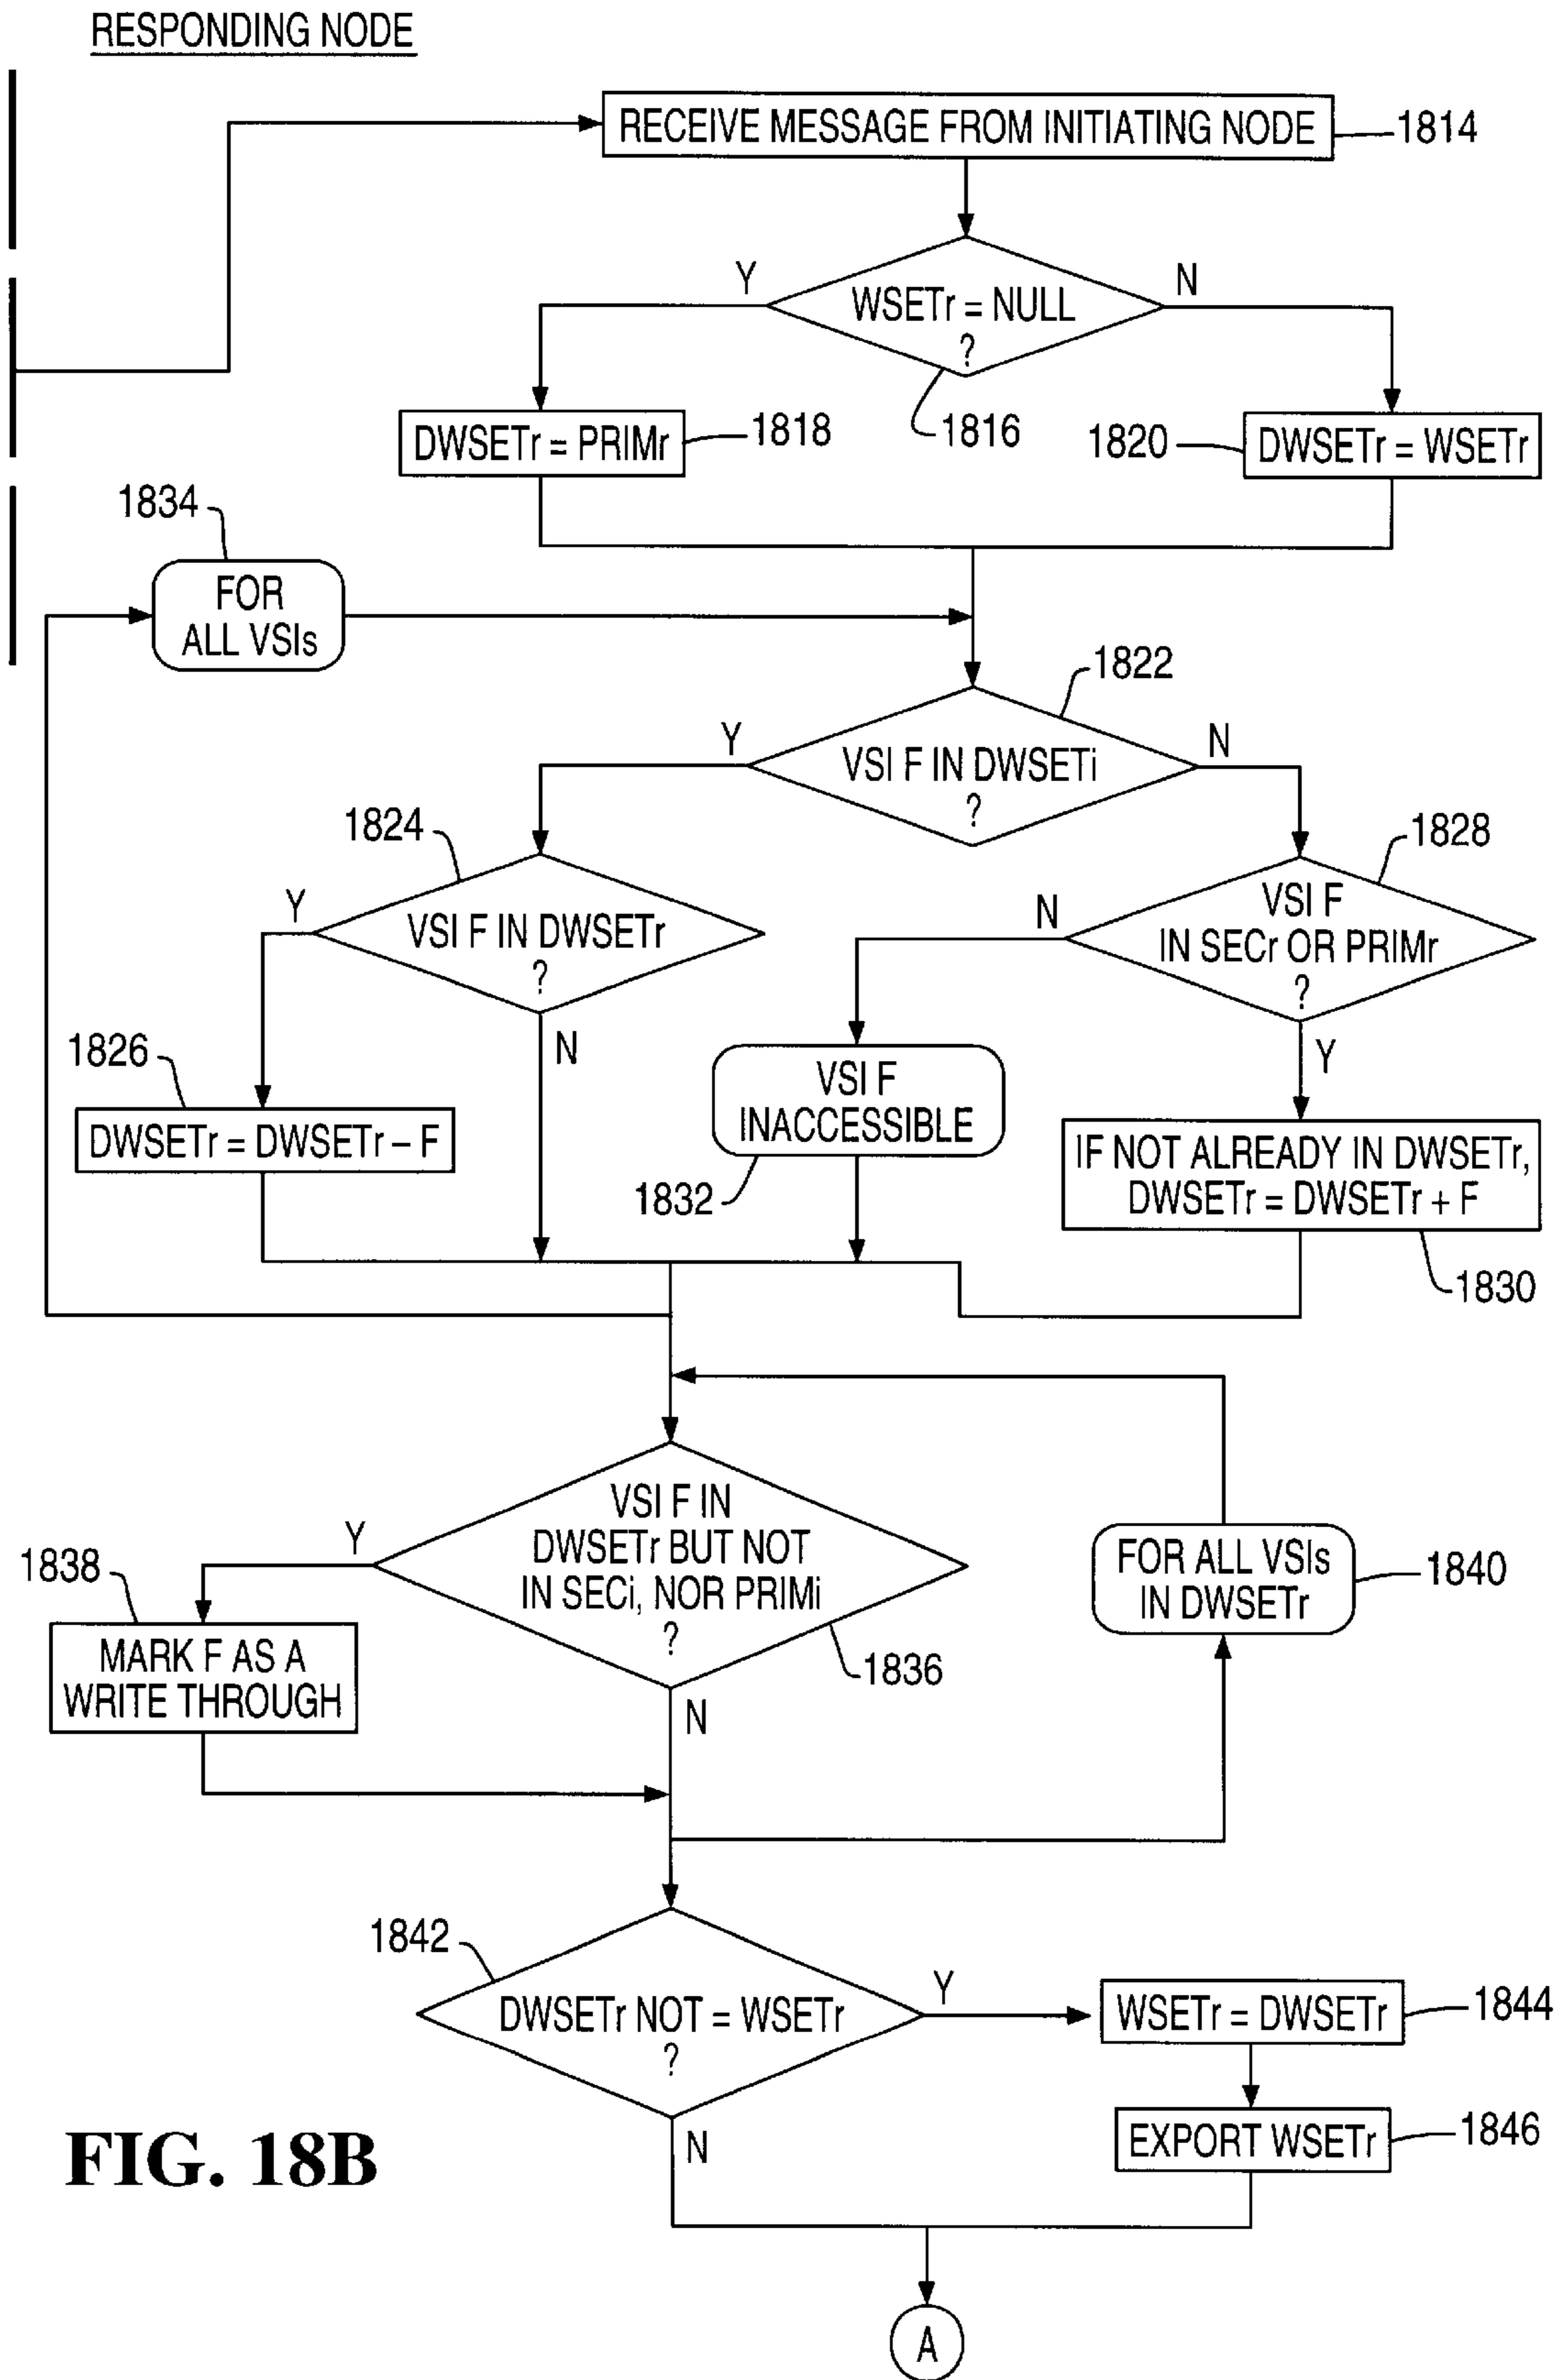 RESPONDING NODE
RECEIVE MESSAGE FROM INITIATING NODE
1814
Y
N
WSETr = NULL
?
1816
DWSETr = PRIMr
1818
1820
DWSETr = WSETr
1834
FOR
ALL VSIs
1822
Y
N
VSI F IN DWSETi
?
1824
1828
Y
VSI F IN DWSETr
?
N
N
VSI F
IN SECr OR PRIMr
?
Y
1826
DWSETr = DWSETr – F
VSI F
INACCESSIBLE
1832
IF NOT ALREADY IN DWSETr,
DWSETr = DWSETr + F
1830
VSI F IN
DWSETr BUT NOT
IN SECi, NOR PRIMi
?
Y
1836
N
1838
MARK F AS A
WRITE THROUGH
FOR ALL VSIs
IN DWSETr
1840
1842
DWSETr NOT = WSETr
?
Y
N
WSETr = DWSETr
1844
EXPORT WSETr
1846
FIG. 18B
A